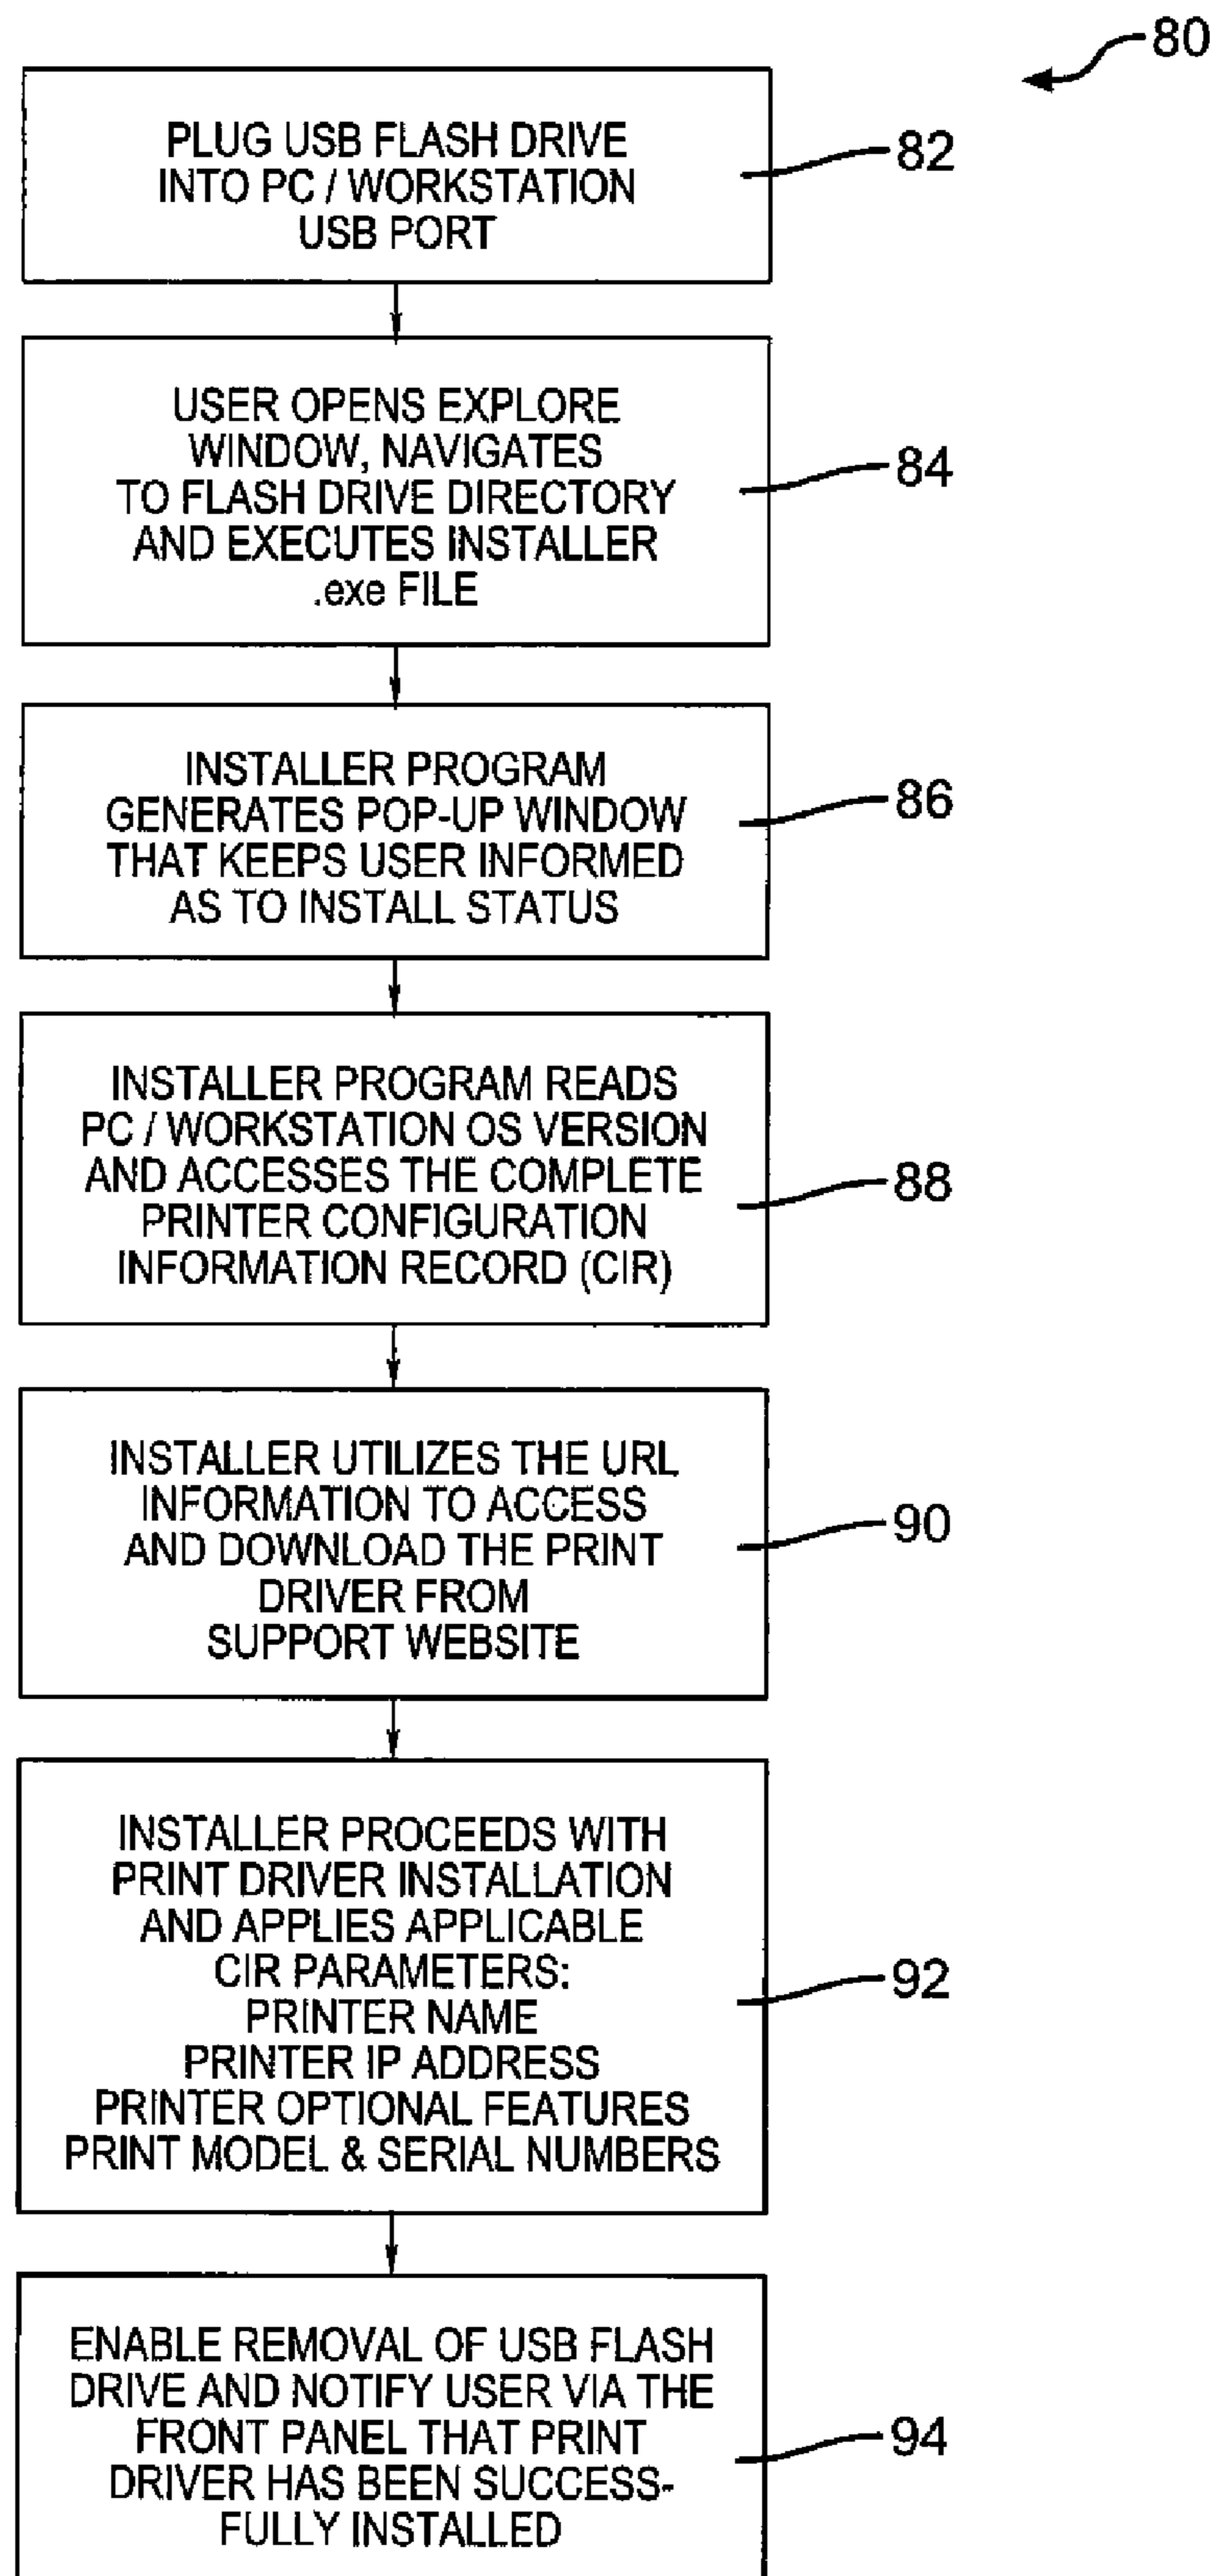 80
PLUG USB FLASH DRIVE
INTO PC / WORKSTATION
USB PORT
82
USER OPENS EXPLORE
WINDOW, NAVIGATES
TO FLASH DRIVE DIRECTORY
AND EXECUTES INSTALLER
.exe FILE
84
INSTALLER PROGRAM
GENERATES POP-UP WINDOW
THAT KEEPS USER INFORMED
AS TO INSTALL STATUS
86
INSTALLER PROGRAM READS
PC / WORKSTATION OS VERSION
AND ACCESSES THE COMPLETE
PRINTER CONFIGURATION
INFORMATION RECORD (CIR)
88
INSTALLER UTILIZES THE URL
INFORMATION TO ACCESS
AND DOWNLOAD THE PRINT
DRIVER FROM
SUPPORT WEBSITE
90
INSTALLER PROCEEDS WITH
PRINT DRIVER INSTALLATION
AND APPLIES APPLICABLE
CIR PARAMETERS:
PRINTER NAME
PRINTER IP ADDRESS
PRINTER OPTIONAL FEATURES
PRINT MODEL & SERIAL NUMBERS
92
ENABLE REMOVAL OF USB FLASH
DRIVE AND NOTIFY USER VIA THE
FRONT PANEL THAT PRINT
DRIVER HAS BEEN SUCCESS-
FULLY INSTALLED
94